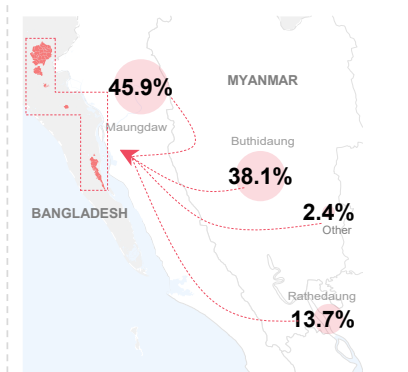 MYANMAR
45.9%
Maungdaw
Buthidaung
38.1%
2.4%
Other
BANGLADESH
Rathedaung
13.7%